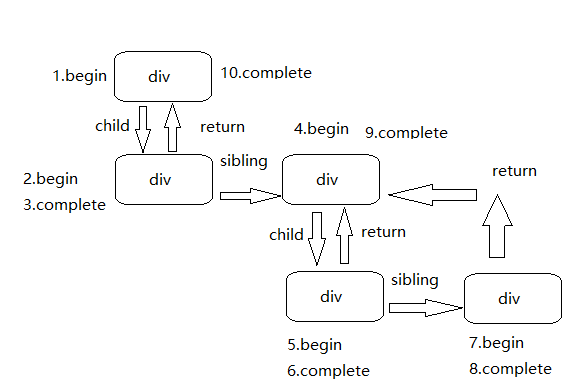 1.begin
div
10.complete
child
return
4.begin
9.complete
2.begin
3.complete
div
sibling
div
return
child
return
sibling
div
div
5.begin
6.complete
7.begin
8.complete